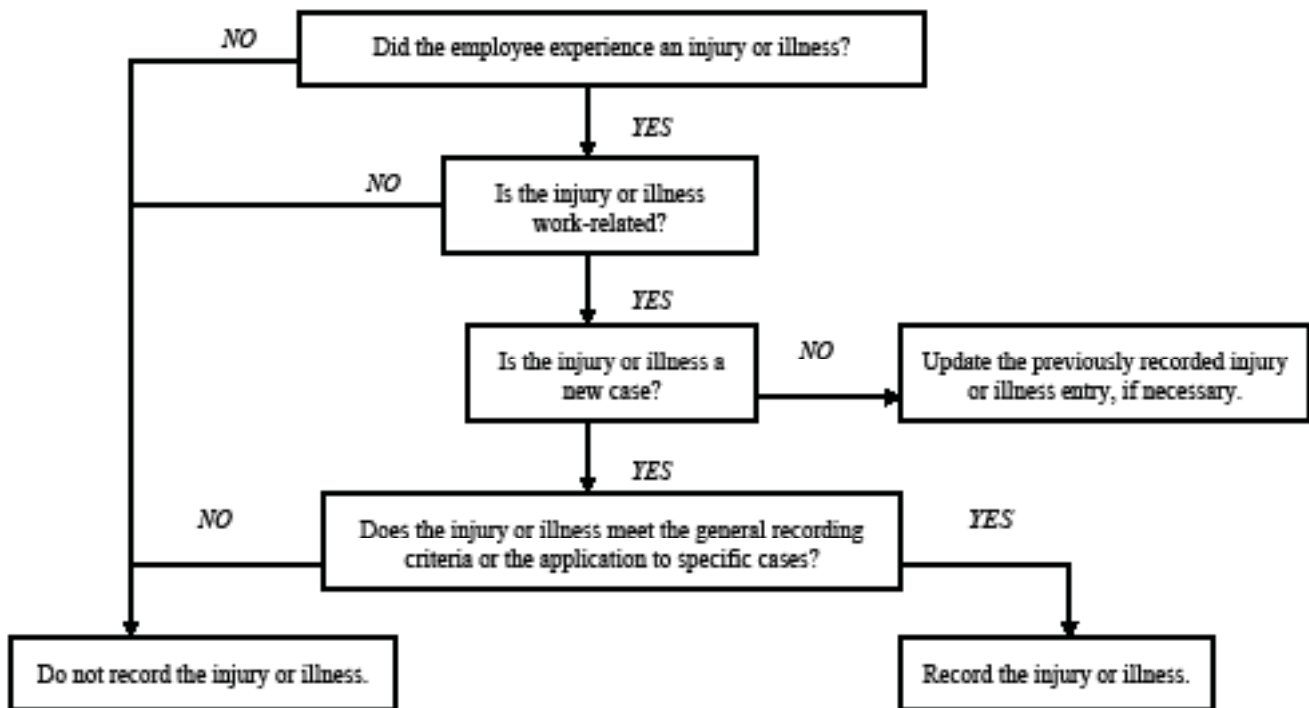 NO
Did the employee experience an injury or illness?
YES
NO
Is the injury or illness
work-related?
YES
Is the injury or illness a
new case?
NO
Update the previously recorded injury
or illness entry, if necessary.
YES
NO
Does the injury or illness meet the general recording
criteria or the application to specific cases?
YES
Do not record the injury or illness.
Record the injury or illness.